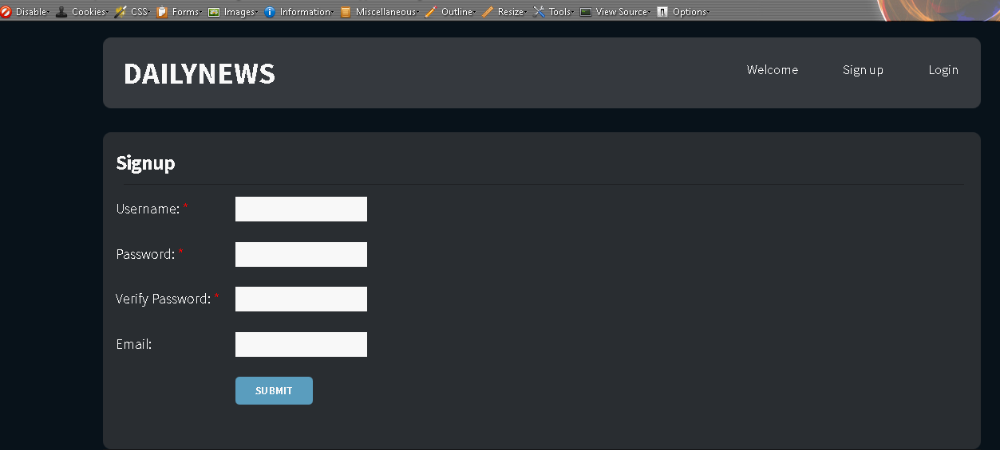 Disable Cookies CSS Forms Images Information Miscellaneous Outline Resize Tools View Source Options
DAILYNEWS
Welcome Sign up Login
Signup
Username: *
Password: *
Verify Password: *
Email:
SUBMIT